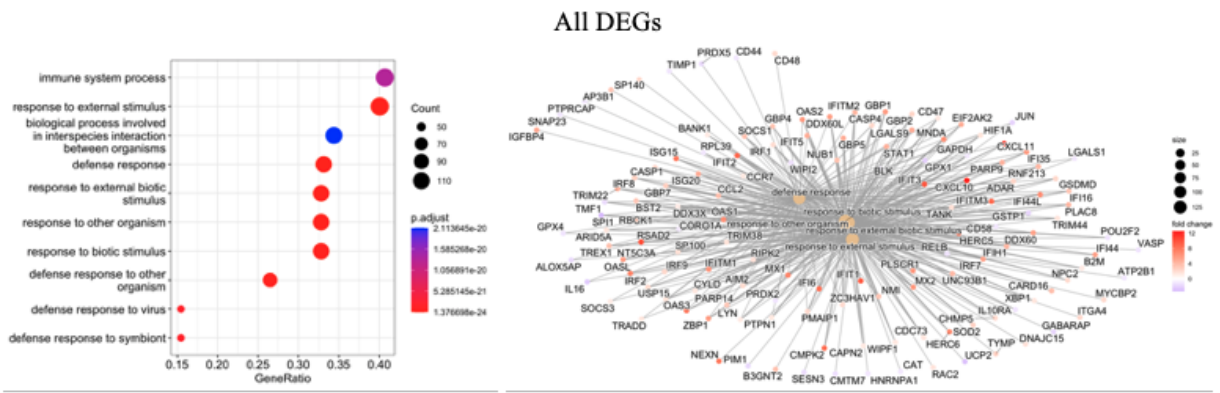 All DEGs
immune system process
response to external stimulus
biological process involved
in interspecies interaction
between organisms
defense response
response to external biotic
stimulus
response to other organism
response to biotic stimulus
defense response to other
organism
defense response to virus
defense response to symbiont
0.15 0.20 0.25 0.30 0.35 0.40
GeneRatio
Count
50
70
90
110
p.adjust
2.113645e-20
1.585268e-20
1.056891e-20
5.285145e-21
1.376698e-24
PRDX5 CD44
TIMP1 CD48
SP140
AP3B1
PTPRCAP
SNAP23
IGFBP4
OAS2 IFITM2 GBP1
GBP4 DDX60L CASP4 GBP2 CD47 EIF2AK2 JUN
BANK1 SOCS1 LGALS9 MNDA HIF1A
RPL39 IRF1 IFIT5 GBP5 GAPDH CXCL11
ISG15 IFIT2 NUB1 STAT1 IFI35 LGALS1
CCR7 WIPI2 BLK GPX1 PARP9 RNF213
CASP1 ISG20 IFIT3 CXCL10 ADAR GSDMD
IRF8 GBP7 CCL2 defense response IFITM3 IFI44L IFI16
TRIM22 BST2 PLAC8
TMF1 DDX3X OAS1 response to biotic stimulus TANK GSTP1
GPX4 SPI1 RBCK1 CORO1A response to other organism TRIM44
ARID5A RSAD2 TRIM38 response to external biotic stimulus CD58 POU2F2
TREX1 NT5C3A SP100 response to external stimulus RELB HERC5 DDX60 IFI44 VASP
ALOX5AP OASL IRF9 IFITM1 RIPK2 IFIH1 B2M
IRF2 CYLD AIM2 MX1 IFIT1 PLSCR1 IRF7 NPC2 ATP2B1
IL16 USP15 PARP14 PRDX2 IFI6 MX2 UNC93B1 CARD16
SOCS3 OAS3 LYN ZC3HAV1 NMI XBP1 MYCBP2
TRADD ZBP1 PTPN1 PMAIP1 IL10RA ITGA4
CDC73 CHMP5 GABARAP
SOD2 DNAJC15
NEXN PIM1 CMPK2 CAPN2 WIPF1 HERC6 TYMP
UCP2
B3GNT2 CAT RAC2
SESN3 CMTM7 HNRNPA1
size
25
50
75
100
125
fold change
12
8
4
0